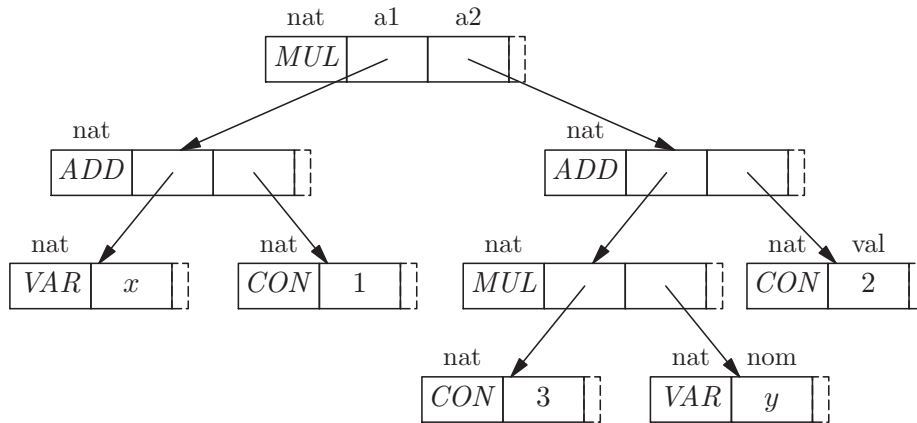 nat a1 a2
MUL
nat nat
ADD ADD
nat nat nat nat val
VAR x CON 1 MUL CON 2
nat nat nom
CON 3 VAR y